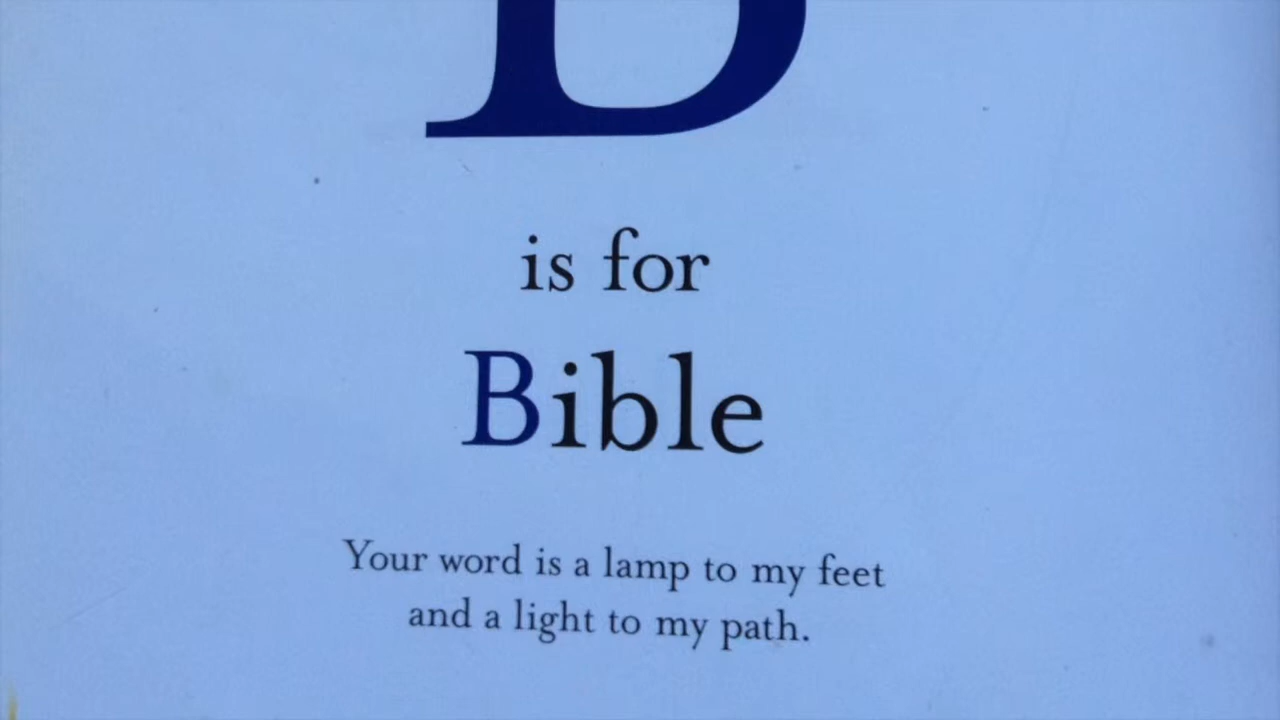 B
is for
Bible
Your word is a lamp to my feet
and a light to my path.